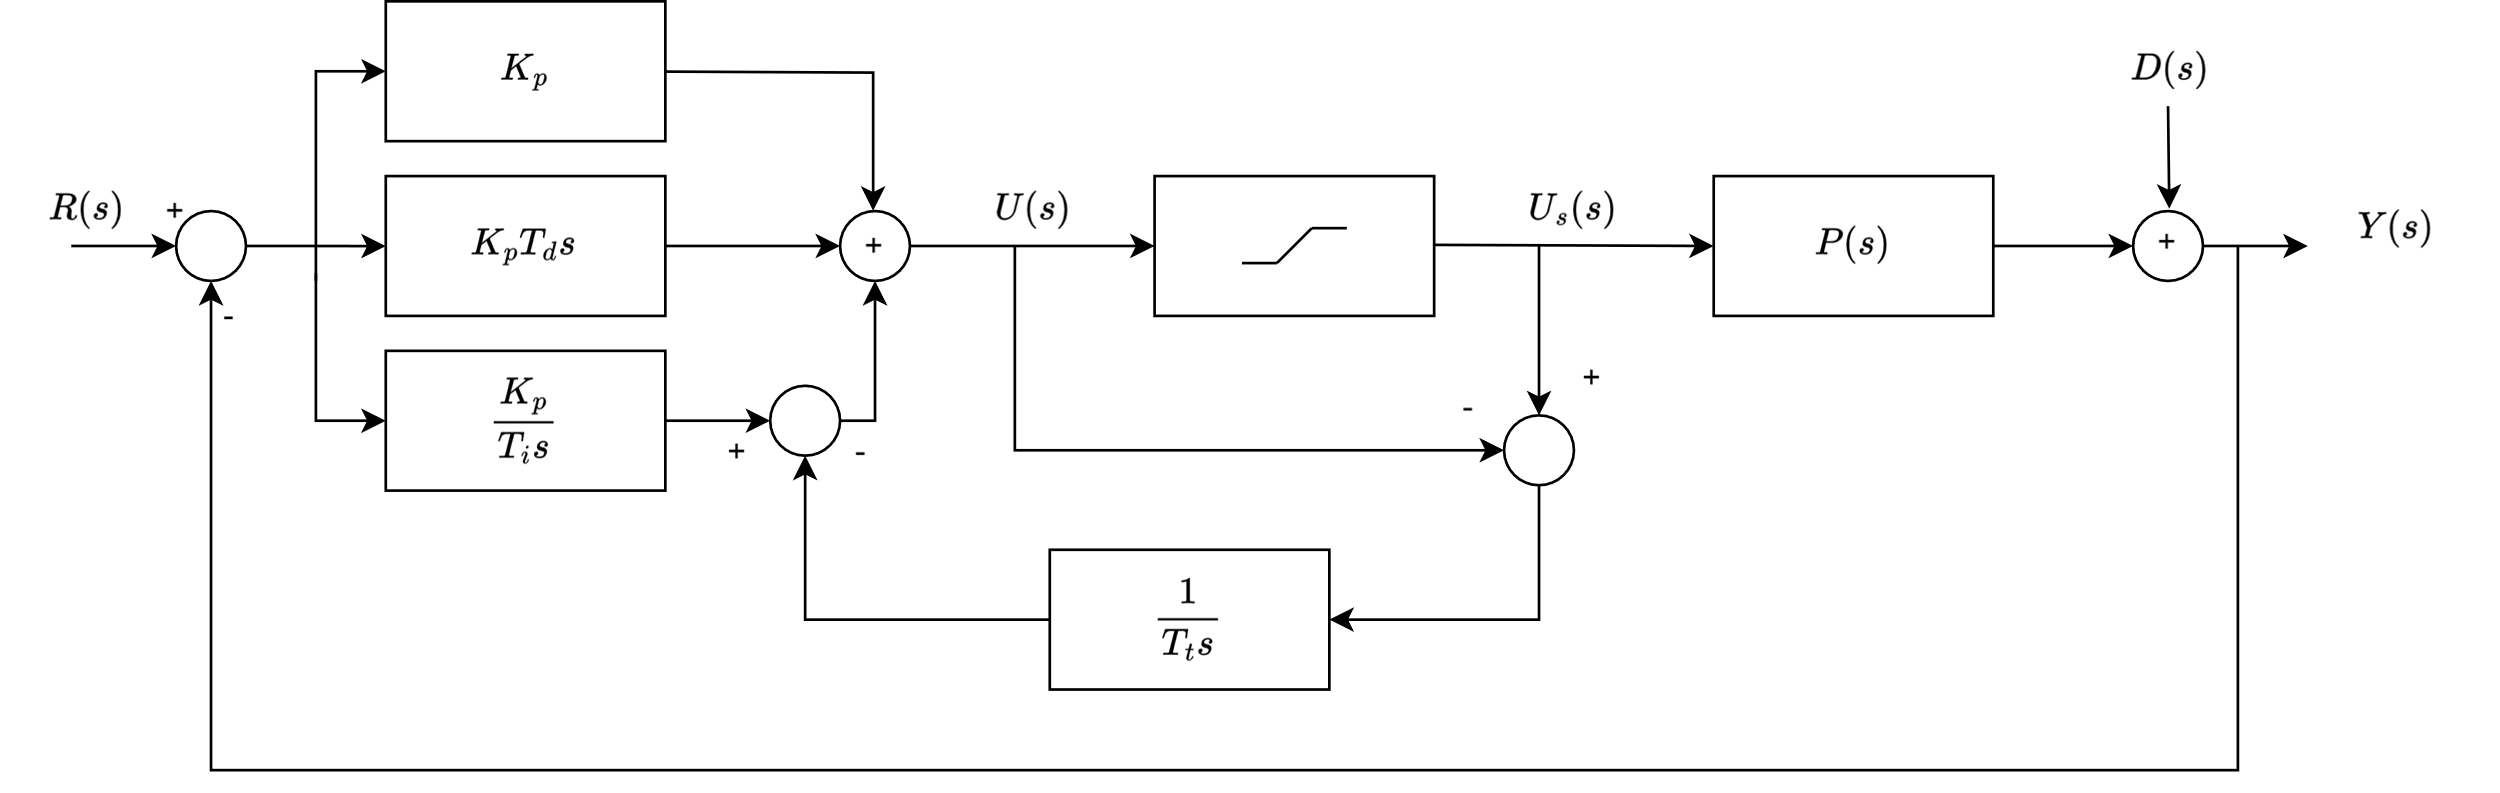 K_p
D(s)
R(s)
+
K_pT_ds
+
U(s)
U_s(s)
P(s)
+
Y(s)
-
K_p
T_is
+
-
+
-
1
T_ts